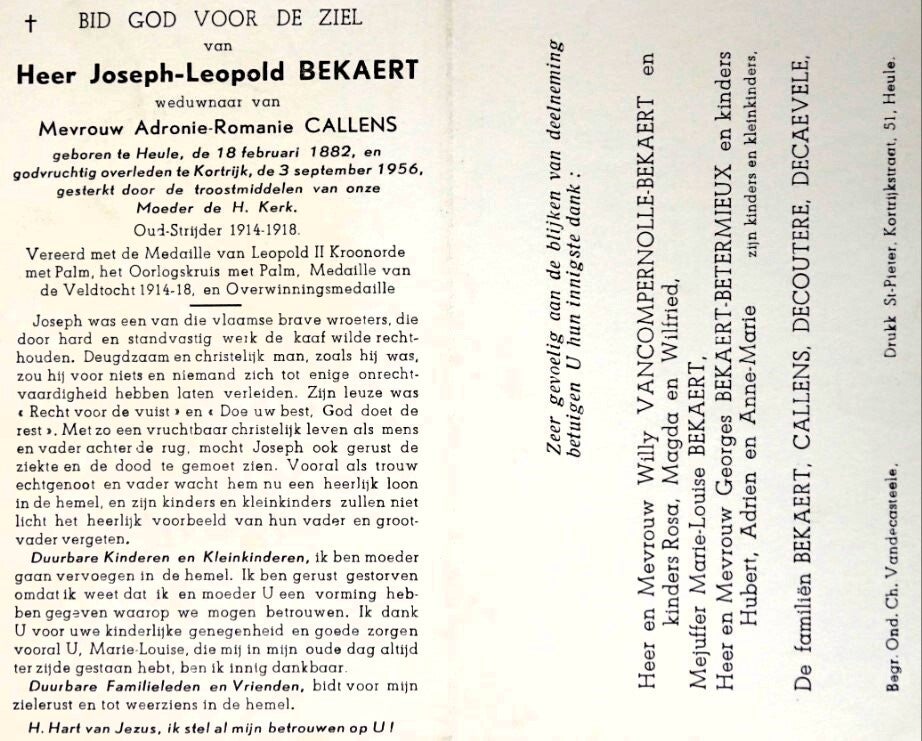 † BID GOD VOOR DE ZIEL
van
Heer Joseph-Leopold BEKAERT
weduwnaar van
Mevrouw Adronie-Romanie CALLENS
geboren te Heule, de 18 februari 1882, en
godvruchtig overleden te Kortrijk, de 3 september 1956,
gesterkt door de troostmiddelen van onze
Moeder de H. Kerk.
Oud-Strijder 1914-1918.
Vereerd met de Medaille van Leopold II Kroonorde
met Palm, het Oorlogskruis met Palm, Medaille van
de Veldtocht 1914-18, en Overwinningsmedaille
Joseph was een van die vlaamse brave wroeters, die
door hard en standvastig werk de kaaf wilde recht-
houden. Deugdzaam en christelijk man, zoals hij was,
zou hij voor niets en niemand zich tot enige onrecht-
vaardigheid hebben laten verleiden. Zijn leuze was
« Recht voor de vuist » en « Doe uw best, God doet de
rest ». Met zo een vruchtbaar christelijk leven als mens
en vader achter de rug, mocht Joseph ook gerust de
ziekte en de dood te gemoet zien. Vooral als trouw
echtgenoot en vader wacht hem nu een heerlijk loon
in de hemel, en zijn kinders en kleinkinders zullen niet
licht het heerlijk voorbeeld van hun vader en groot-
vader vergeten.
Duurbare Kinderen en Kleinkinderen, ik ben moeder
gaan vervoegen in de hemel. Ik ben gerust gestorven
omdat ik weet dat ik en moeder U een vorming heb-
ben gegeven waarop we mogen betrouwen. Ik dank
U voor uwe kinderlijke genegenheid en goede zorgen
vooral U, Marie-Louise, die mij in mijn oude dag altijd
ter zijde gestaan hebt, ben ik innig dankbaar.
Duurbare Familieleden en Vrienden, bidt voor mijn
zielerust en tot weerziens in de hemel.
H. Hart van Jezus, ik stel al mijn betrouwen op U !
Zeer gevoelig aan de blijken van deelneming
betuigen U hun innigste dank :
Heer en Mevrouw Willy VANCOMPERNOLLE-BEKAERT en
kinders Rosa, Magda en Wilfried,
Mejuffer Marie-Louise BEKAERT,
Heer en Mevrouw Georges BEKAERT-BETERMIEUX en kinders
Hubert, Adrien en Anne-Marie
zijn kinders en kleinkinders,
De familiën BEKAERT, CALLENS, DECOUTERE, DECAEVELE,
Begr. Ond. Ch. Vandecasteele, Drukk St-Pieter, Kortrijkstraat, 51, Heule.